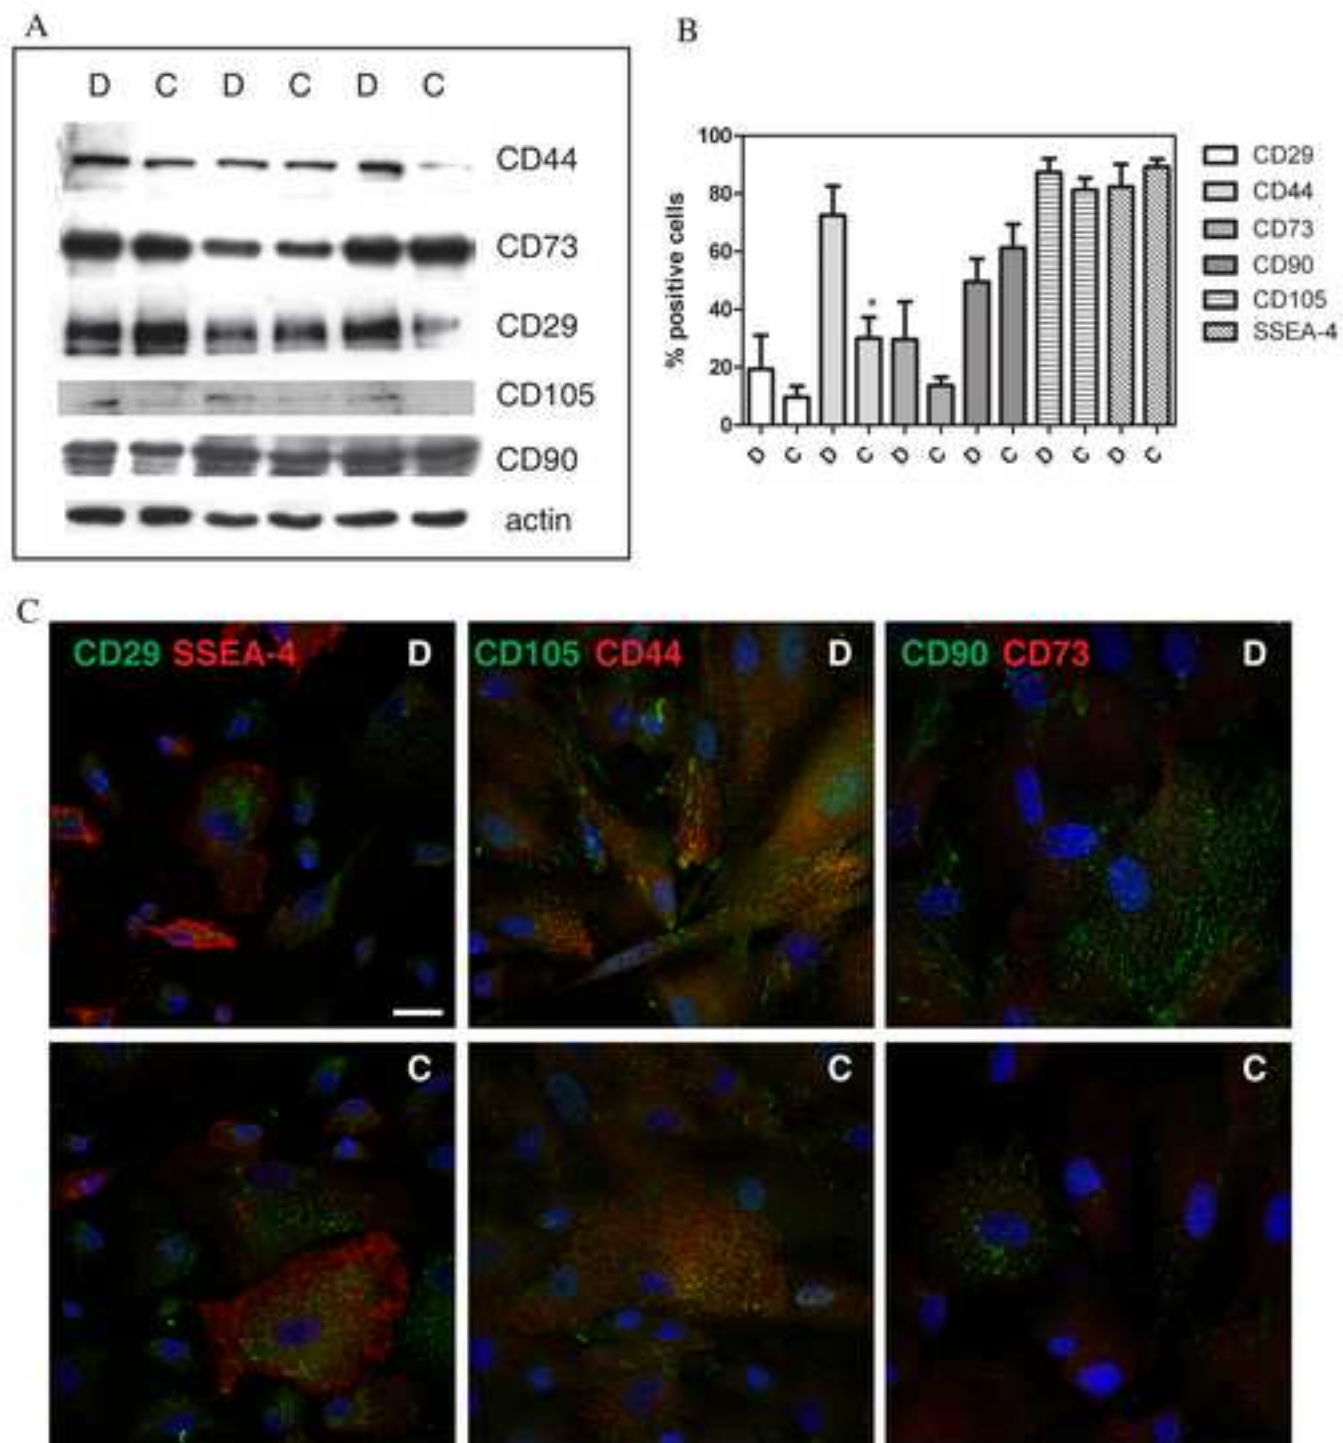 A
D C D C D C
CD44
CD73
CD29
CD105
CD90
actin
B
100
80
60
40
20
0
% positive cells
*
D C D C D C D C D C D C
CD29
CD44
CD73
CD90
CD105
SSEA-4
C
CD29 SSEA-4 D
CD105 CD44 D
CD90 CD73 D
C
C
C